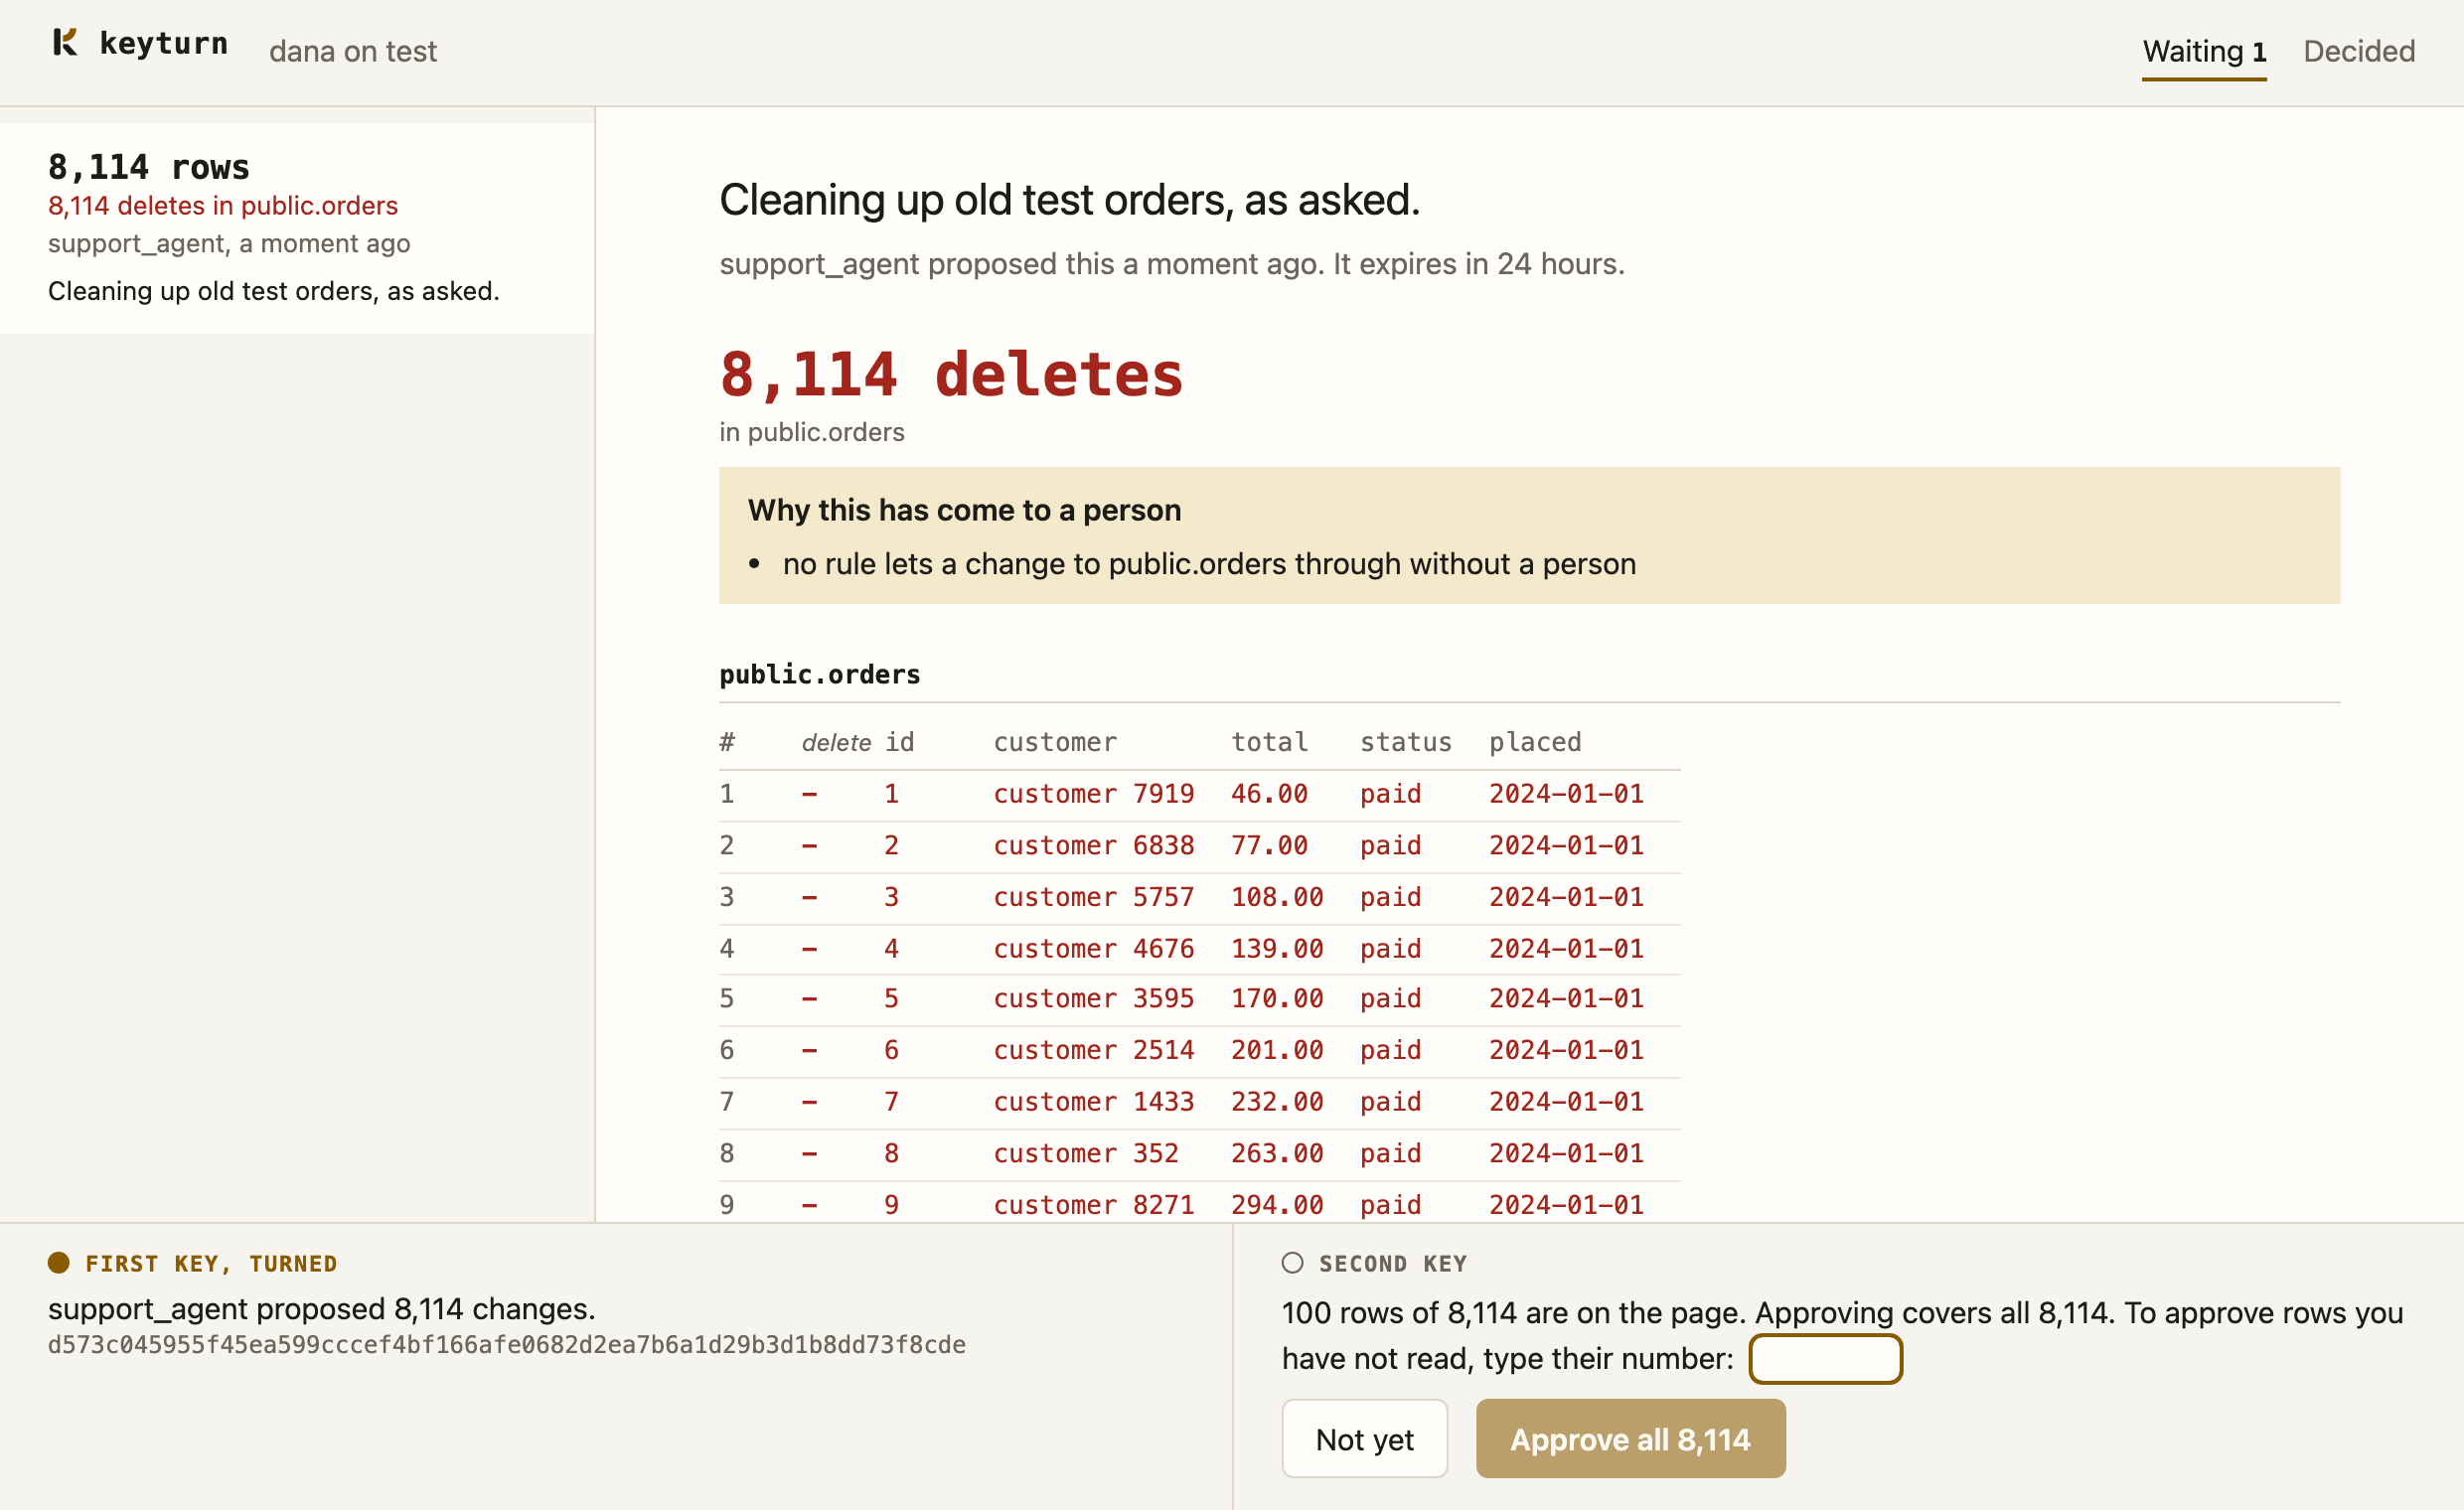 keyturn dana on test Waiting 1 Decided
8,114 rows
8,114 deletes in public.orders
support_agent, a moment ago
Cleaning up old test orders, as asked.
Cleaning up old test orders, as asked.
support_agent proposed this a moment ago. It expires in 24 hours.
8,114 deletes
in public.orders
Why this has come to a person
• no rule lets a change to public.orders through without a person
public.orders
# delete id customer total status placed
1 – 1 customer 7919 46.00 paid 2024-01-01
2 – 2 customer 6838 77.00 paid 2024-01-01
3 – 3 customer 5757 108.00 paid 2024-01-01
4 – 4 customer 4676 139.00 paid 2024-01-01
5 – 5 customer 3595 170.00 paid 2024-01-01
6 – 6 customer 2514 201.00 paid 2024-01-01
7 – 7 customer 1433 232.00 paid 2024-01-01
8 – 8 customer 352 263.00 paid 2024-01-01
9 – 9 customer 8271 294.00 paid 2024-01-01
FIRST KEY, TURNED
support_agent proposed 8,114 changes.
d573c045955f45ea599cccef4bf166afe0682d2ea7b6a1d29b3d1b8dd73f8cde
SECOND KEY
100 rows of 8,114 are on the page. Approving covers all 8,114. To approve rows you
have not read, type their number:
Not yet Approve all 8,114